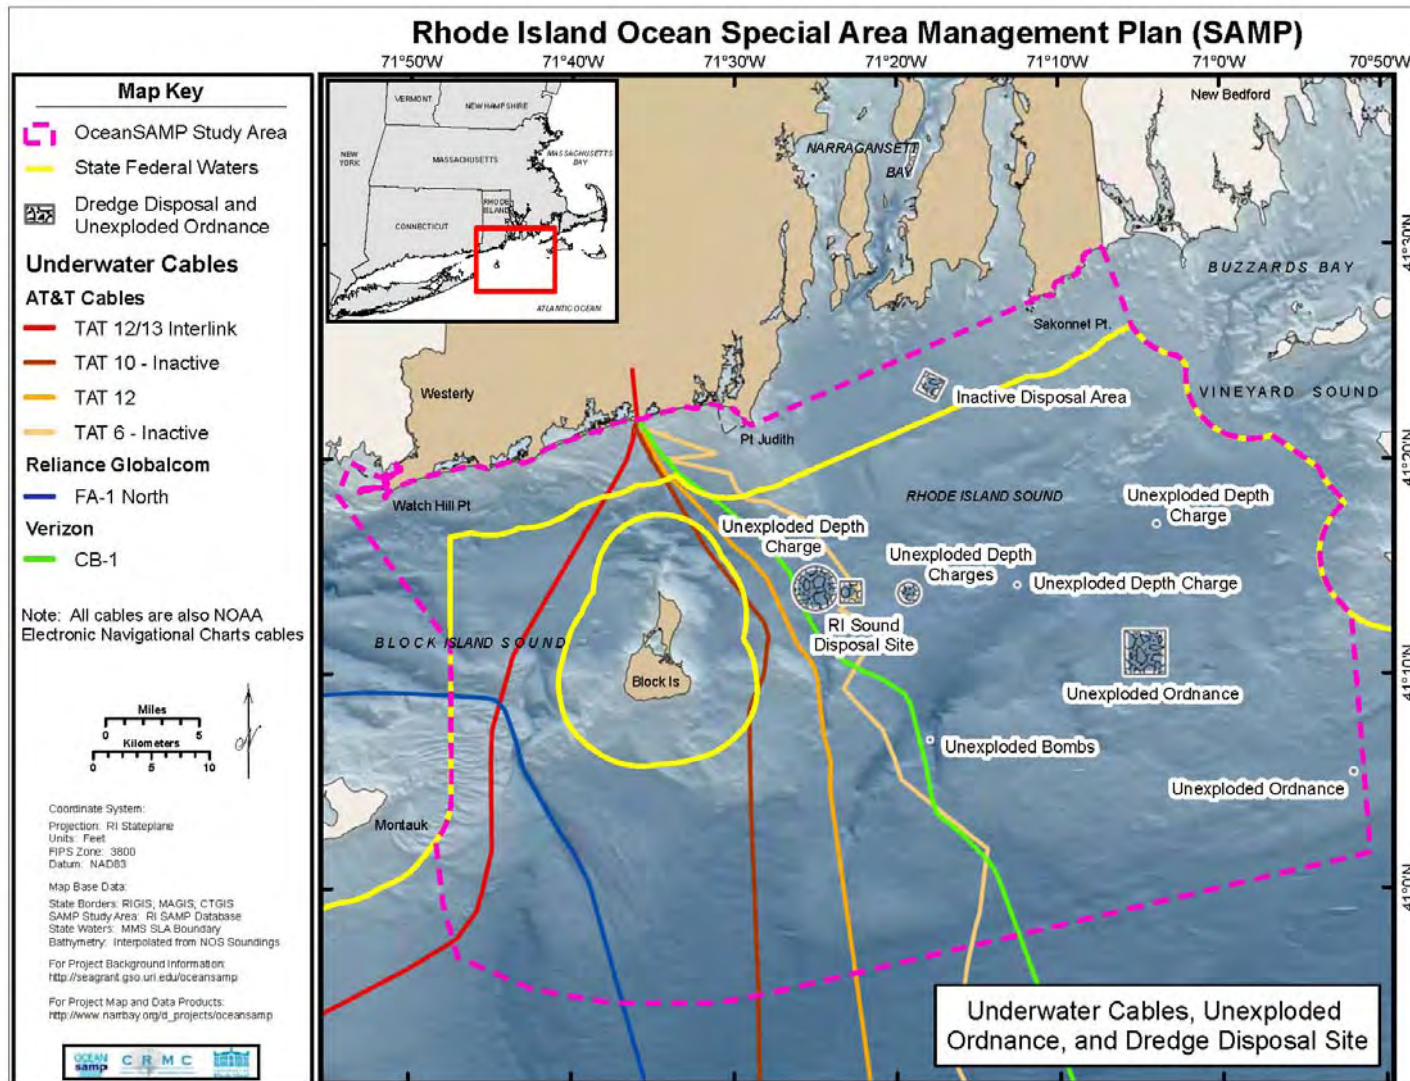 Rhode Island Ocean Special Area Management Plan (SAMP)
71°50'W
71°40'W
71°30'W
71°20'W
71°10'W
71°0'W
70°50'W
Map Key
OceanSAMP Study Area
State Federal Waters
Dredge Disposal and
Unexploded Ordnance
Underwater Cables
AT&T Cables
TAT 12/13 Interlink
TAT 10 - Inactive
TAT 12
TAT 6 - Inactive
Reliance Globalcom
FA-1 North
Verizon
CB-1
Note: All cables are also NOAA
Electronic Navigational Charts cables
Miles
0 5
Kilometers
0 5 10
N
Coordinate System:
Projection: RI Stateplane
Units: Feet
FIPS Zone: 3800
Datum: NAD83
Map Base Data:
State Borders: RIGIS, MAGIS, CTGIS
SAMP Study Area: RI SAMP Database
State Waters: MMS SLA Boundary
Bathymetry: Interpolated from NOS Soundings
For Project Background Information:
http://seagrant.gso.uri.edu/oceansamp
For Project Map and Data Products:
http://www.narrbay.org/d_projects/oceansamp
OCEAN
samp
CRMC
VERMONT
NEW HAMPSHIRE
NEW
YORK
MASSACHUSETTS
MASSACHUSETTS
BAY
CONNECTICUT
RHODE
ISLAND
ATLANTIC OCEAN
New Bedford
NARRAGANSETT
BAY
BUZZARDS BAY
Sakonnet Pt.
VINEYARD SOUND
Westerly
Inactive Disposal Area
Pt Judith
Watch Hill Pt
RHODE ISLAND SOUND
Unexploded Depth
Charge
Unexploded Depth
Charge
Unexploded Depth
Charges
Unexploded Depth Charge
RI Sound
Disposal Site
BLOCK ISLAND SOUND
Block Is
Unexploded Ordnance
Unexploded Bombs
Unexploded Ordnance
Montauk
41°30'N
41°20'N
41°10'N
41°0'N
Underwater Cables, Unexploded
Ordnance, and Dredge Disposal Site